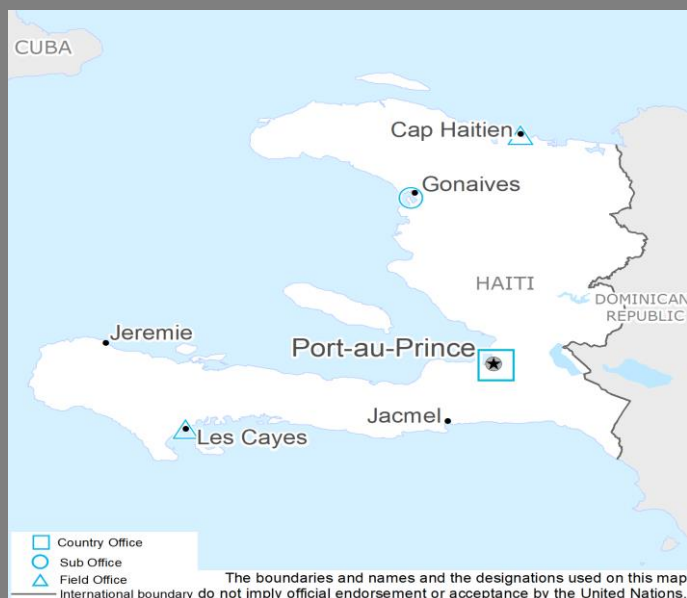 CUBA
Cap Haitien
Gonaives
HAITI
DOMINICAN
REPUBLIC
Jeremie
Port-au-Prince
Jacmel
Les Cayes
Country Office
Sub Office
Field Office
International boundary
The boundaries and names and the designations used on this map
do not imply official endorsement or acceptance by the United Nations.